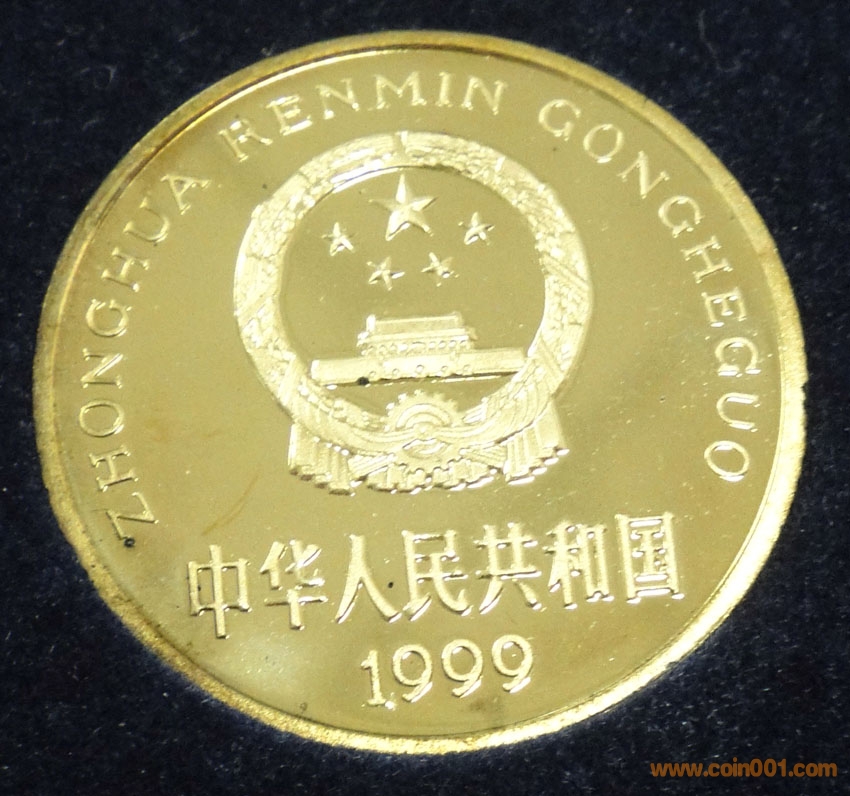 ZHONGHUA RENMIN GONGHEGUO
中华人民共和国
1999
www.coin001.com